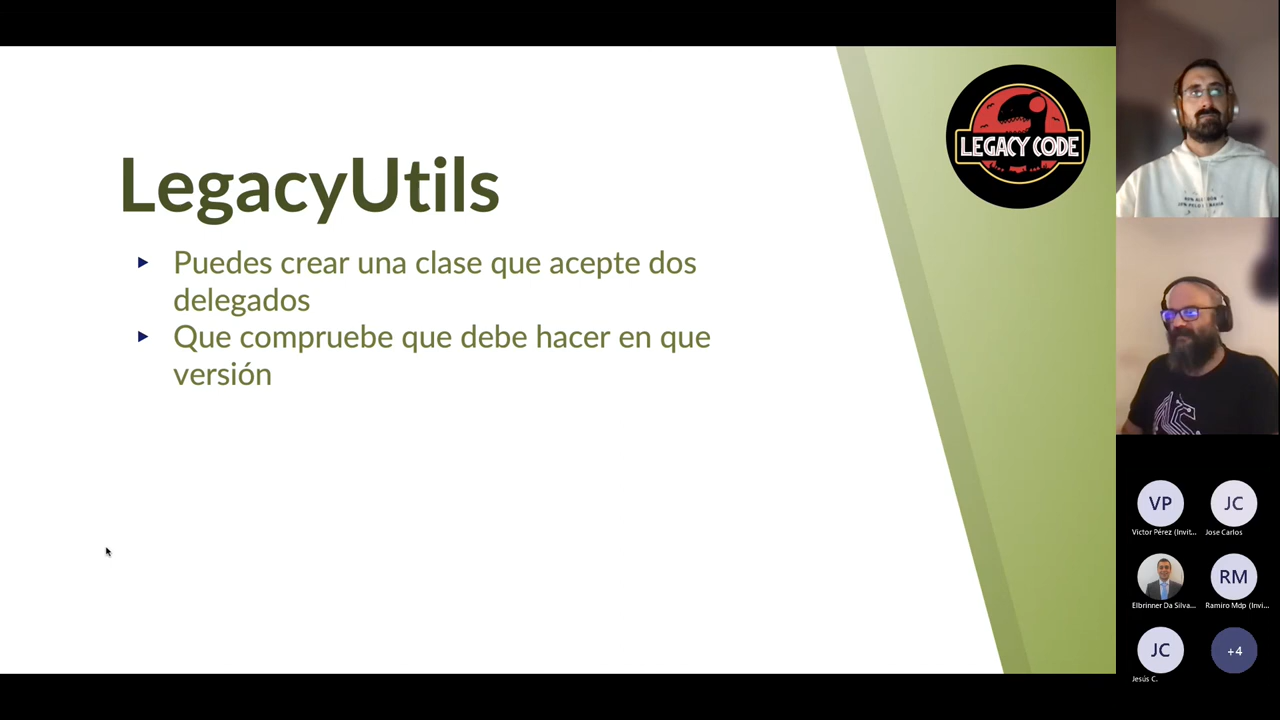 LEGACY CODE
LegacyUtils
Puedes crear una clase que acepte dos
delegados
Que compruebe que debe hacer en que
versión
VP
JC
Victor Pérez (Invit...
Jose Carlos
RM
Elbrinner Da Silva...
Ramiro Mdp (Invi...
JC
+4
Jesús C.